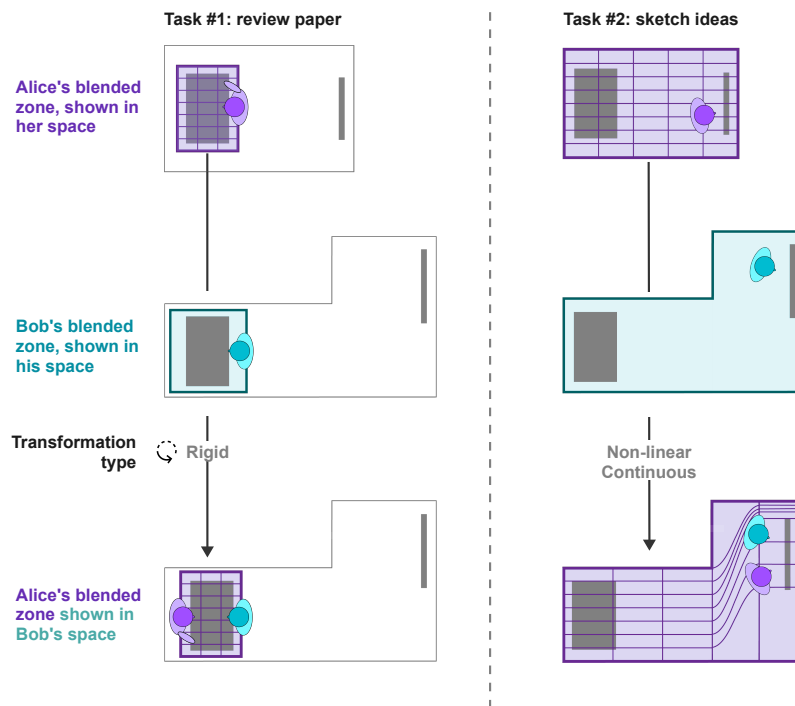 Task #1: review paper
Task #2: sketch ideas
Alice's blended
zone, shown in
her space
Bob's blended
zone, shown in
his space
Transformation
type
Rigid
Non-linear
Continuous
Alice's blended
zone shown in
Bob's space